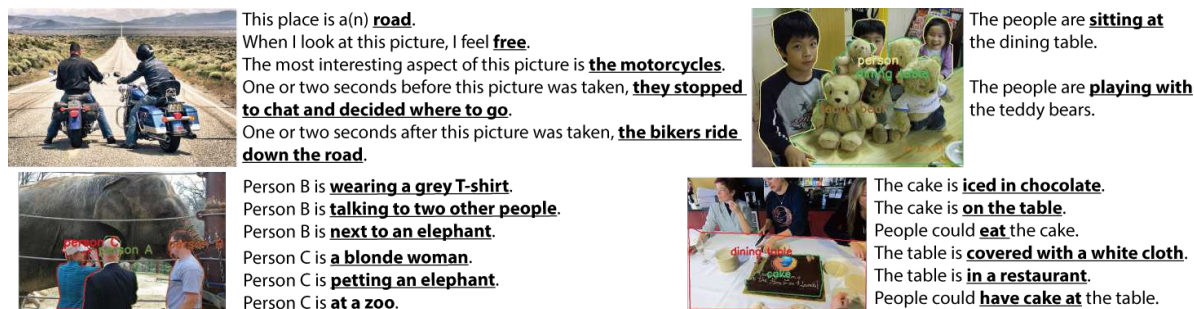 This place is a(n) road.
When I look at this picture, I feel free.
The most interesting aspect of this picture is the motorcycles.
One or two seconds before this picture was taken, they stopped
to chat and decided where to go.
One or two seconds after this picture was taken, the bikers ride
down the road.
person
dining table
The people are sitting at
the dining table.
The people are playing with
the teddy bears.
person C
person A
Person B is wearing a grey T-shirt.
Person B is talking to two other people.
Person B is next to an elephant.
Person C is a blonde woman.
Person C is petting an elephant.
Person C is at a zoo.
dining table
cake
The cake is iced in chocolate.
The cake is on the table.
People could eat the cake.
The table is covered with a white cloth.
The table is in a restaurant.
People could have cake at the table.